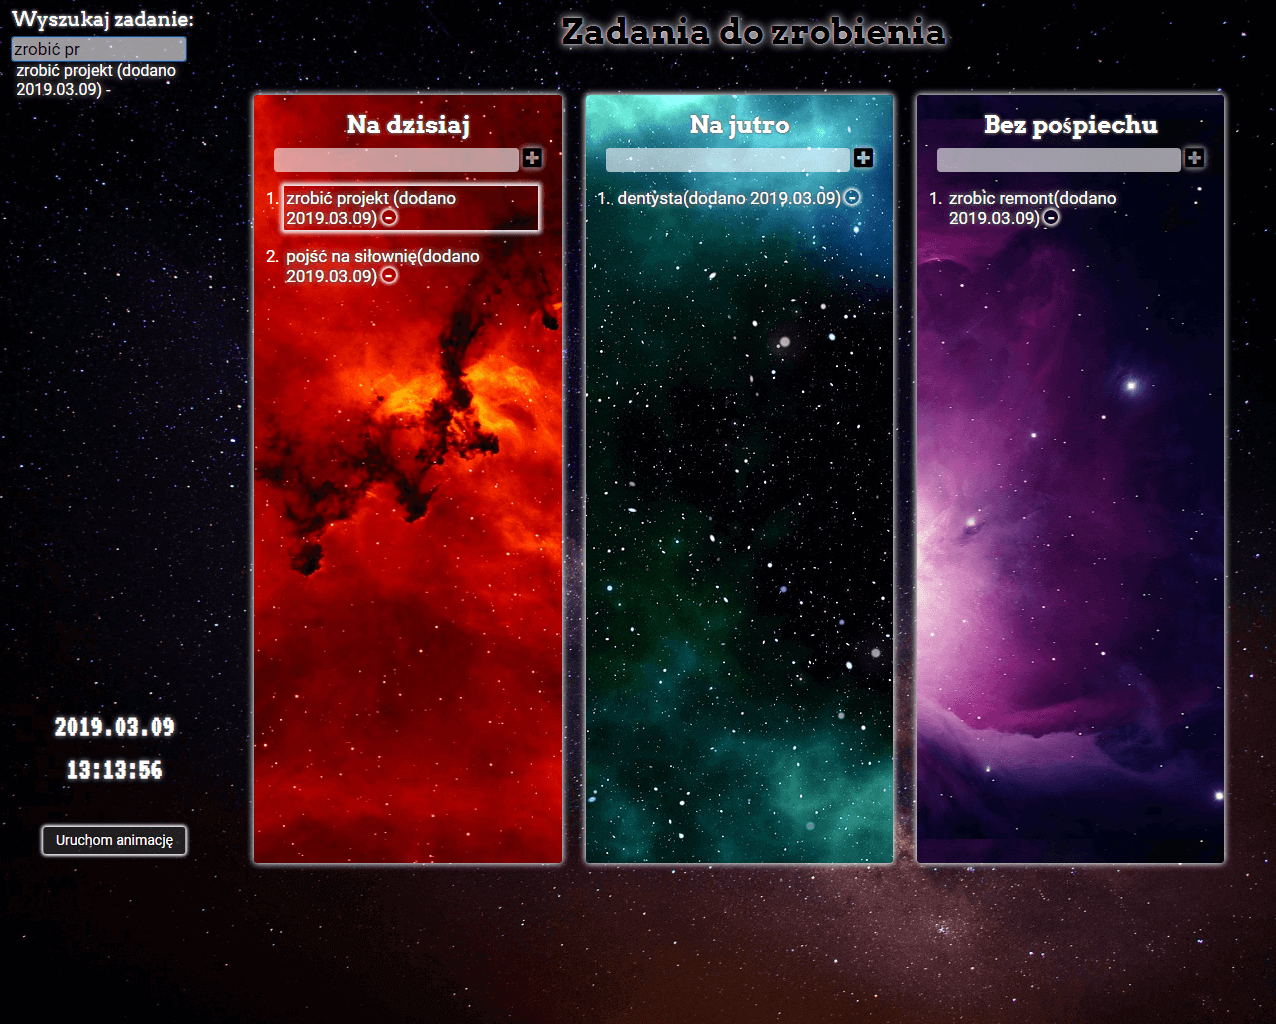 Wyszukaj zadanie:
zrobić pr
zrobić projekt (dodano
2019.03.09) -
Zadania do zrobienia
Na dzisiaj
1. zrobić projekt (dodano
2019.03.09) -
2. pojść na siłownię(dodano
2019.03.09) -
Na jutro
1. dentysta(dodano 2019.03.09) -
Bez pośpiechu
1. zrobic remont(dodano
2019.03.09) -
2019.03.09
13:13:56
Uruchom animację